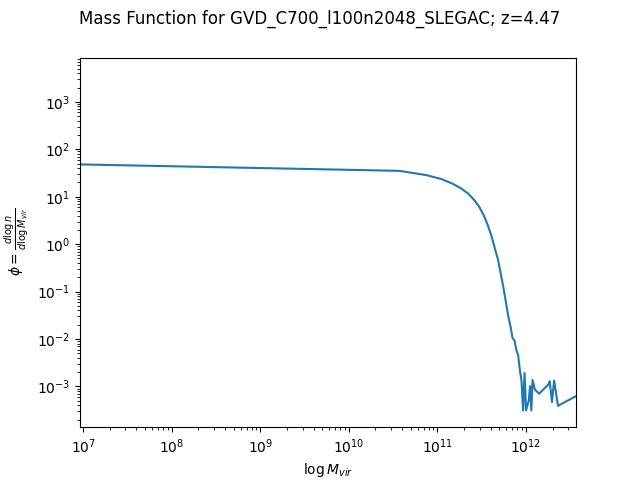 Mass Function for GVD_C700_l100n2048_SLEGAC; z=4.47
10³
10²
10¹
10⁰
10⁻¹
10⁻²
10⁻³
ϕ = d log n / d log M_vir
10⁷ 10⁸ 10⁹ 10¹⁰ 10¹¹ 10¹²
log M_vir